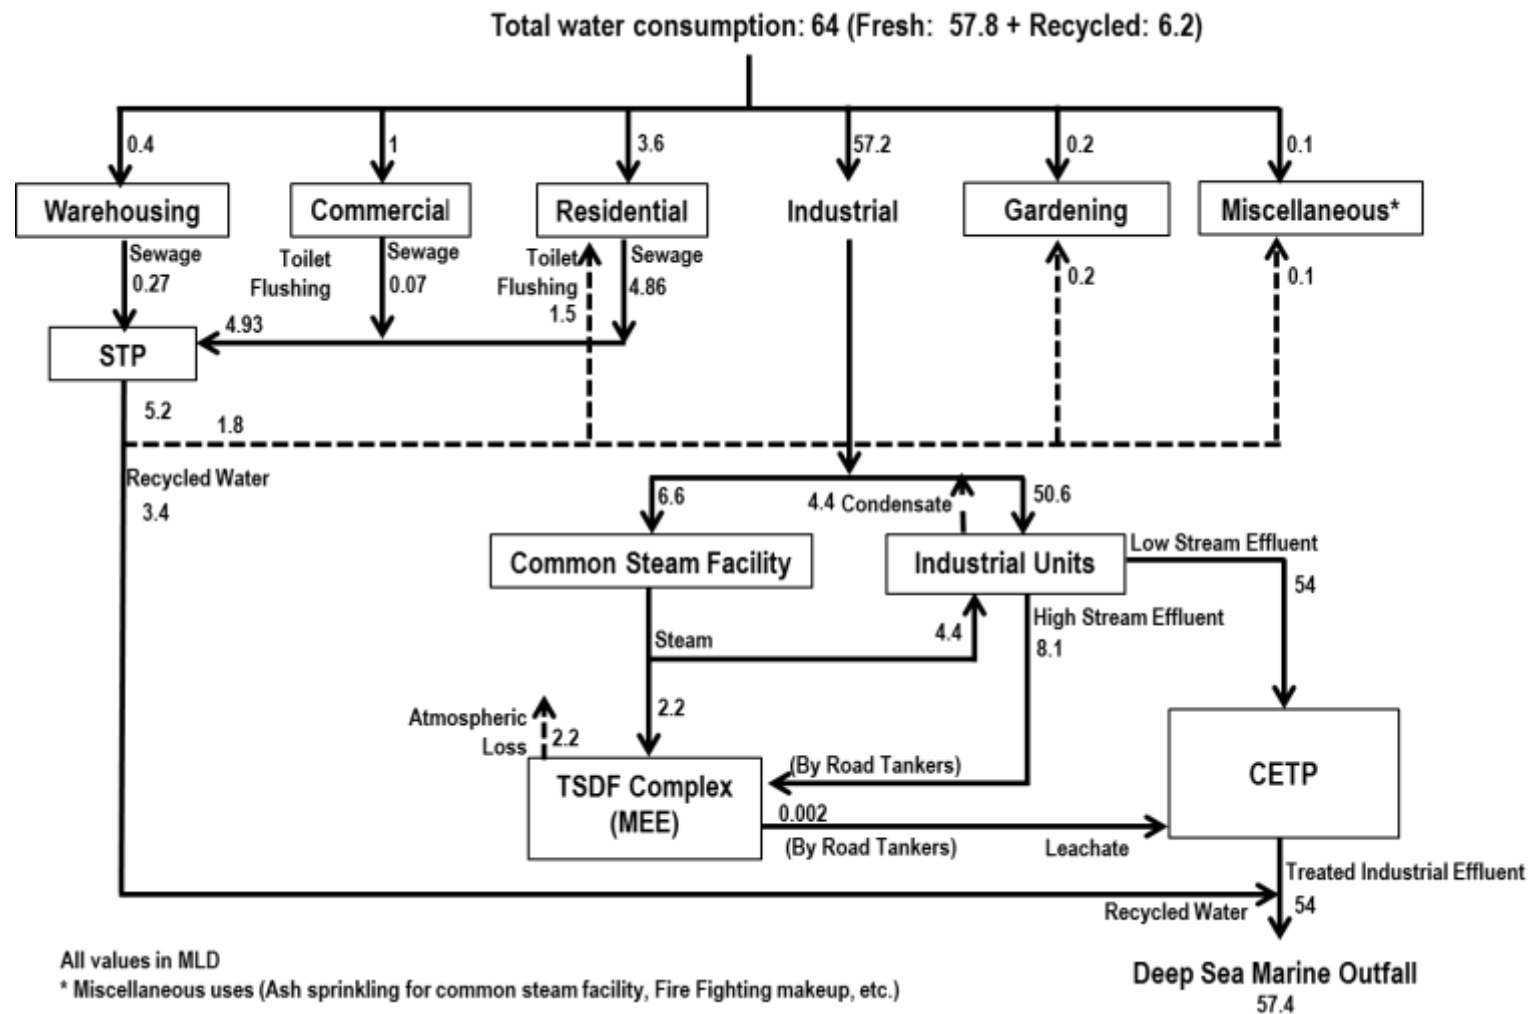 Total water consumption: 64 (Fresh: 57.8 + Recycled: 6.2)
0.4
1
3.6
57.2
0.2
0.1
Warehousing
Commercial
Residential
Industrial
Gardening
Miscellaneous*
Sewage
0.27
Toilet
Flushing
Sewage
0.07
Toilet
Flushing
1.5
Sewage
4.86
0.2
0.1
4.93
STP
5.2
1.8
Recycled Water
3.4
6.6
4.4 Condensate
50.6
Common Steam Facility
Industrial Units
Low Stream Effluent
54
High Stream Effluent
8.1
Steam
4.4
Atmospheric
Loss
2.2
2.2
(By Road Tankers)
TSDF Complex
(MEE)
0.002
(By Road Tankers)
Leachate
CETP
Treated Industrial Effluent
54
Recycled Water
Deep Sea Marine Outfall
57.4
All values in MLD
* Miscellaneous uses (Ash sprinkling for common steam facility, Fire Fighting makeup, etc.)